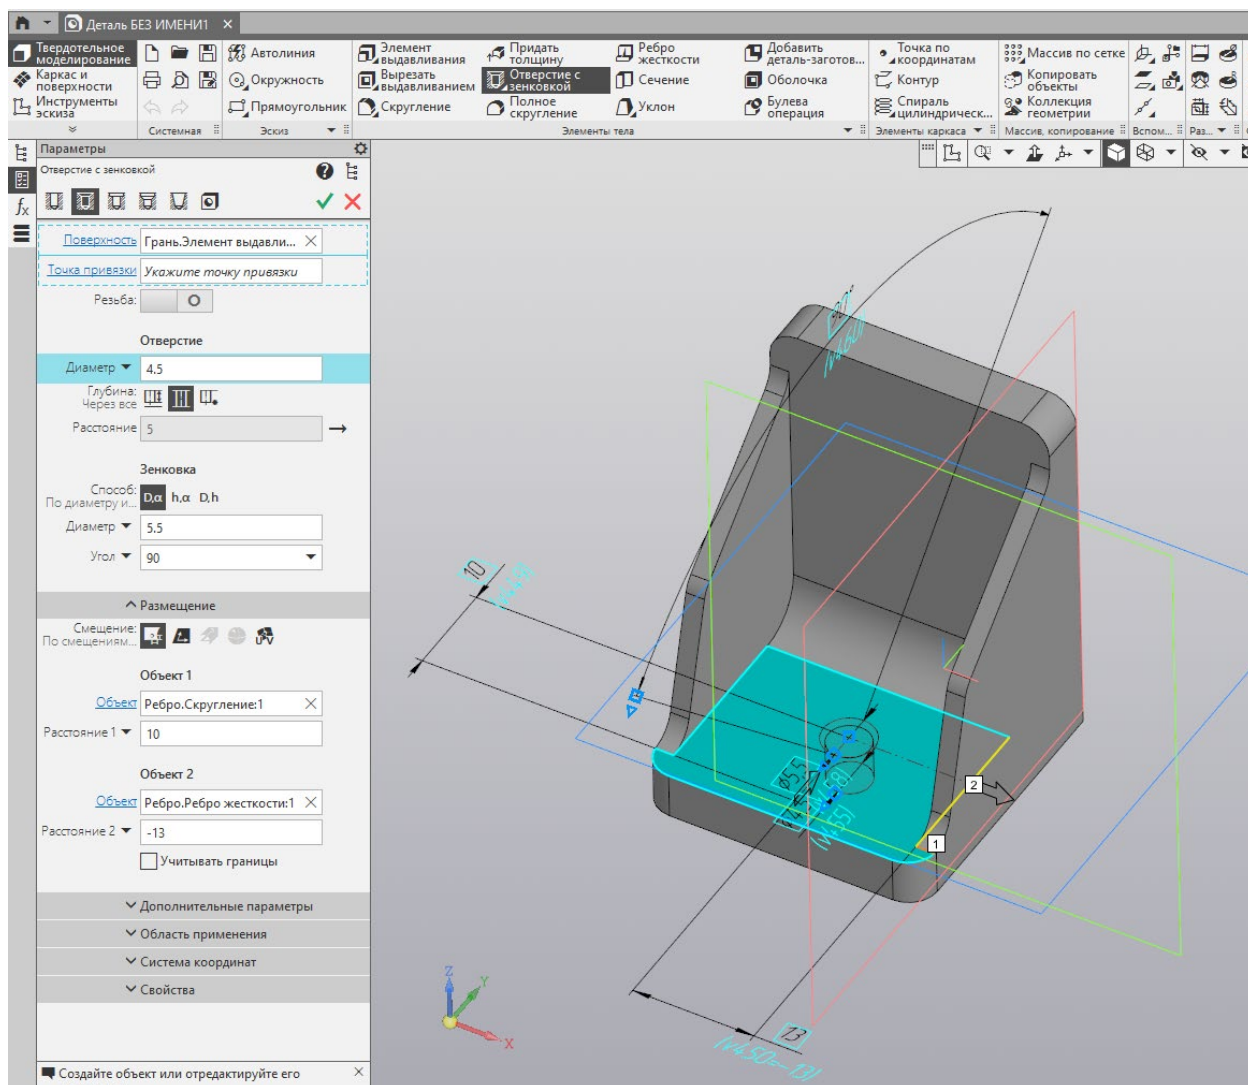 Деталь БЕЗ ИМЕНИ1
Твердотельное моделирование
Каркас и поверхности
Инструменты эскиза
Системная
Автолиния
Окружность
Прямоугольник
Эскиз
Элемент выдавливания
Вырезать выдавливанием
Скругление
Придать толщину
Отверстие с зенковкой
Полное скругление
Ребро жесткости
Сечение
Уклон
Добавить деталь-заготов...
Оболочка
Булева операция
Элементы тела
Точка по координатам
Контур
Спираль цилиндрическ...
Элементы каркаса
Массив по сетке
Копировать объекты
Коллекция геометрии
Массив, копирование
Вспом...
Раз...
Параметры
Отверстие с зенковкой
Поверхность Грань.Элемент выдавли...
Точка привязки Укажите точку привязки
Резьба:
Отверстие
Диаметр 4.5
Глубина:
Через все
Расстояние 5
Зенковка
Способ:
По диаметру и... D,α h,α D,h
Диаметр 5.5
Угол 90
Размещение
Смещение:
По смещениям...
Объект 1
Объект Ребро.Скругление:1
Расстояние 1 10
Объект 2
Объект Ребро.Ребро жесткости:1
Расстояние 2 -13
Учитывать границы
Дополнительные параметры
Область применения
Система координат
Свойства
Создайте объект или отредактируйте его
10
⌀5,5
(v455)
1
2
13
(v450=-13)
Z
Y
X